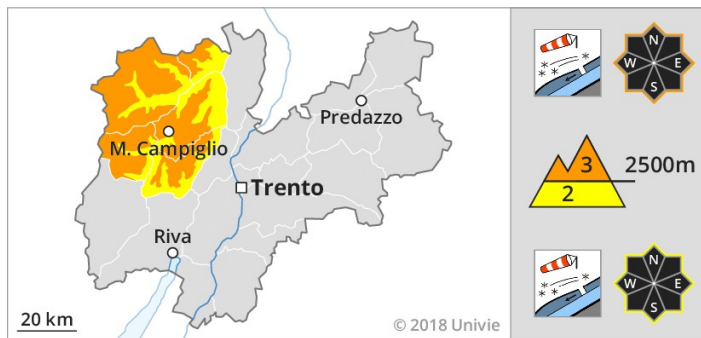 Predazzo
M. Campiglio
Trento
Riva
20 km
© 2018 Univie
N
W E
S
3 2500m
2
N
W E
S